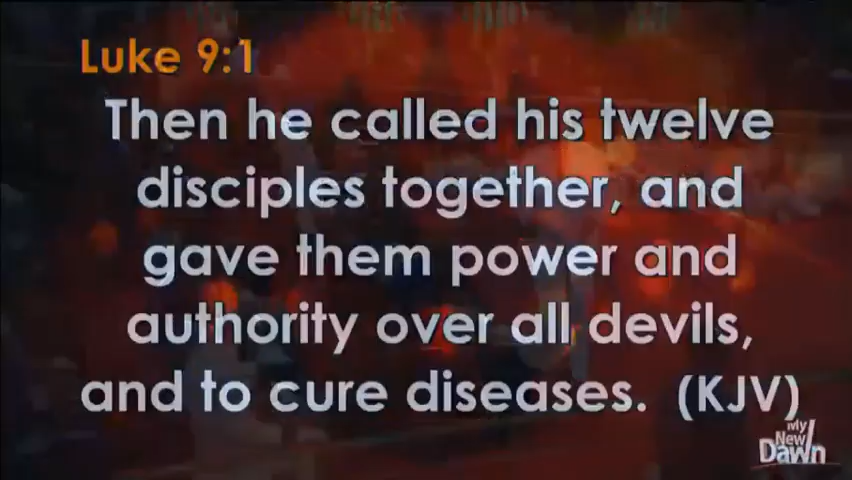 Luke 9:1
Then he called his twelve
disciples together, and
gave them power and
authority over all devils,
and to cure diseases. (KJV)
My
New
Dawn